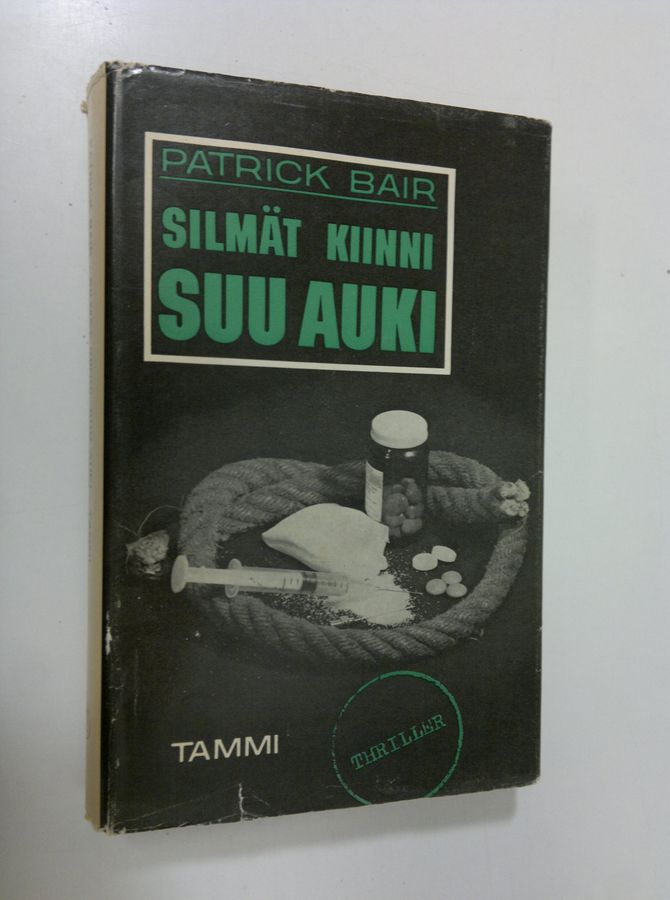 PATRICK BAIR
SILMÄT KIINNI
SUU AUKI
TAMMI
THRILLER